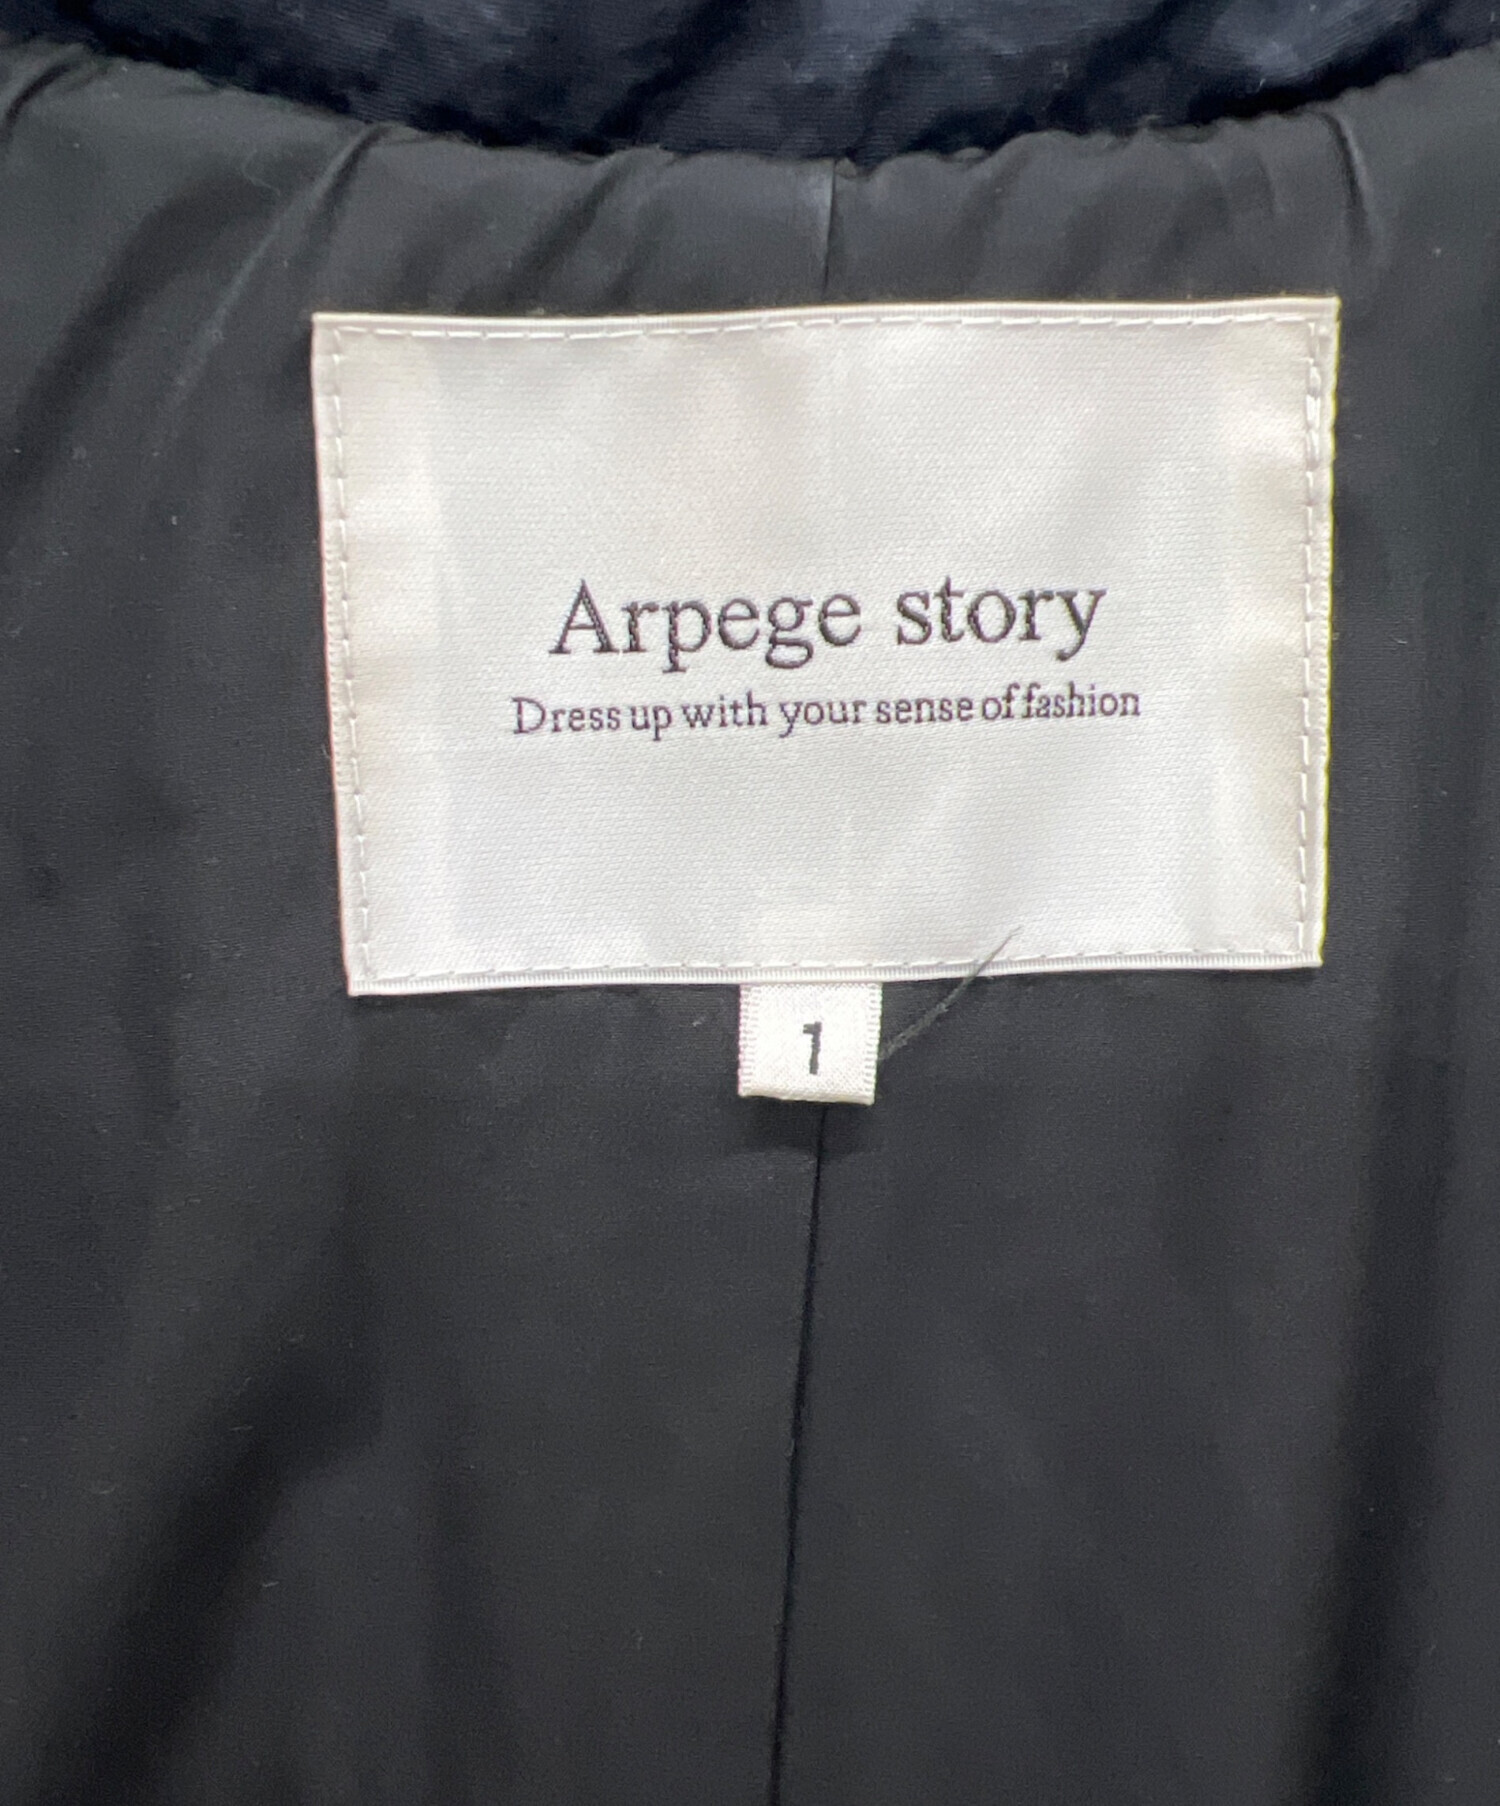 Arpege story
Dress up with your sense of fashion
1